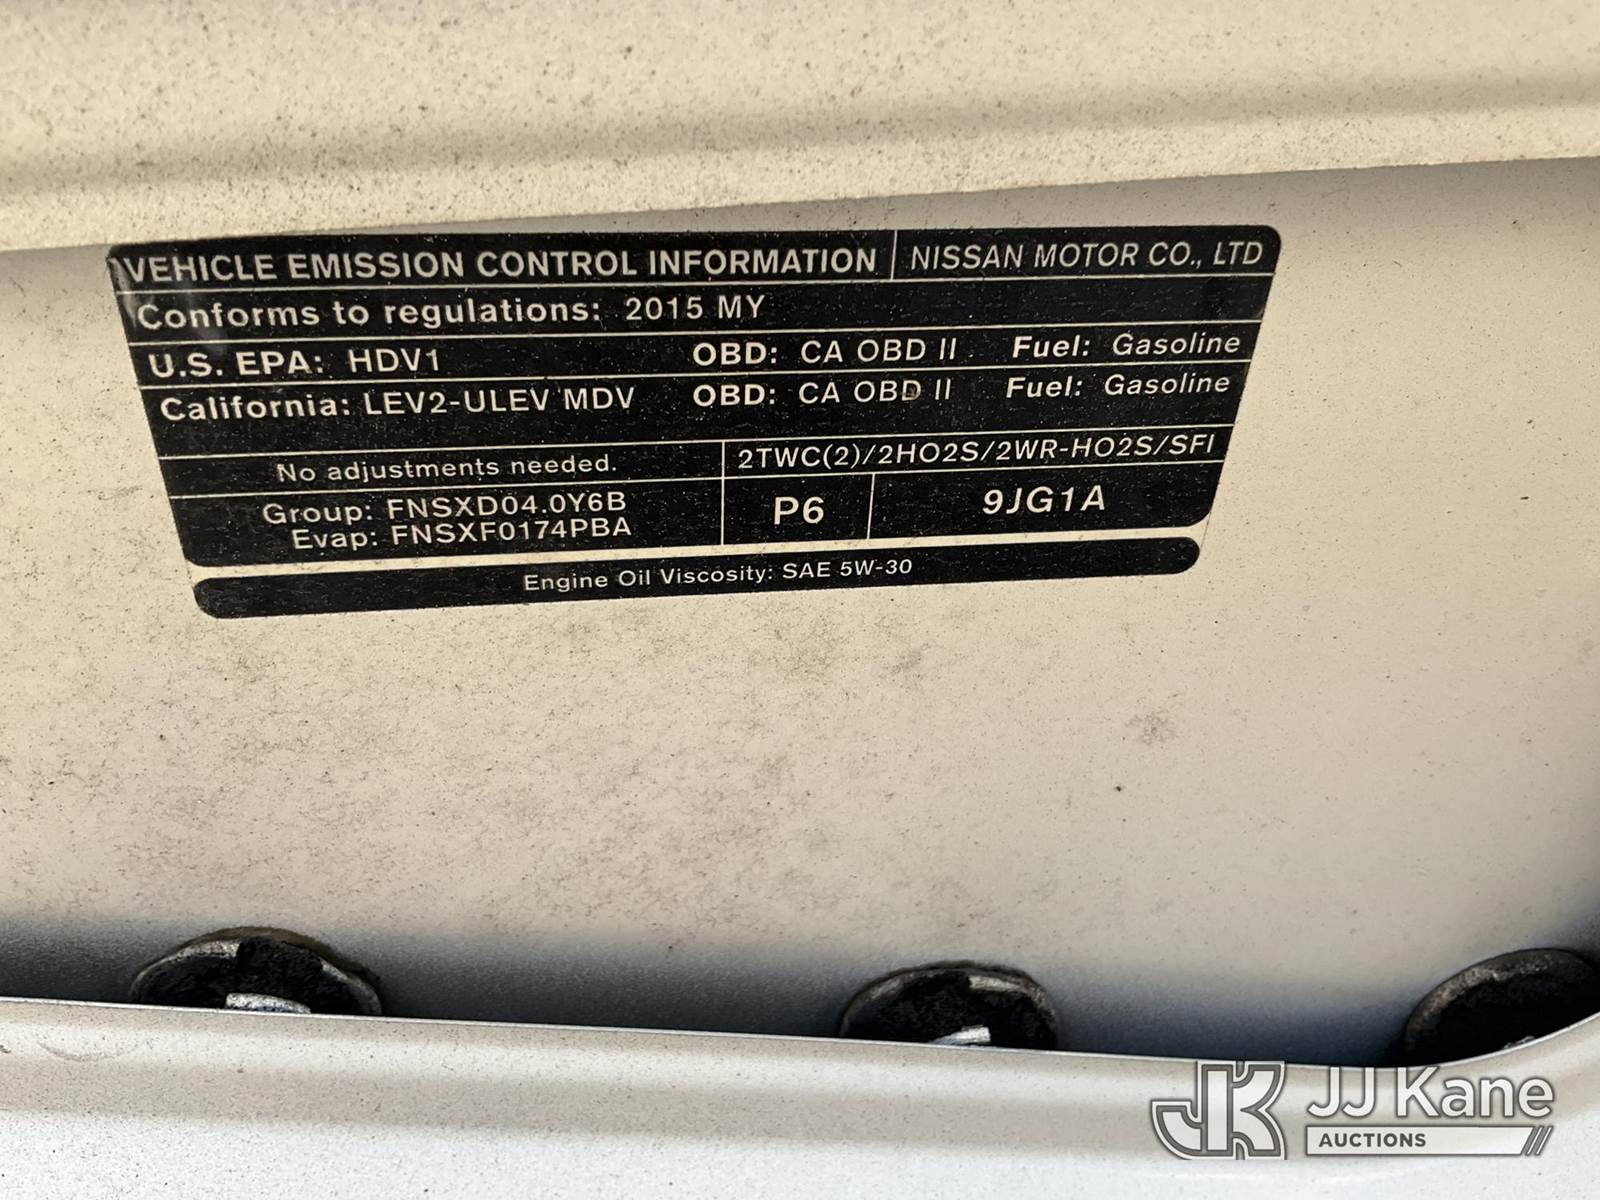 VEHICLE EMISSION CONTROL INFORMATION NISSAN MOTOR CO., LTD
Conforms to regulations: 2015 MY
U.S. EPA: HDV1 OBD: CA OBD II Fuel: Gasoline
California: LEV2-ULEV MDV OBD: CA OBD II Fuel: Gasoline
No adjustments needed. 2TWC(2)/2HO2S/2WR-HO2S/SFI
Group: FNSXD04.0Y6B P6 9JG1A
Evap: FNSXF0174PBA
Engine Oil Viscosity: SAE 5W-30
JK JJ Kane
AUCTIONS